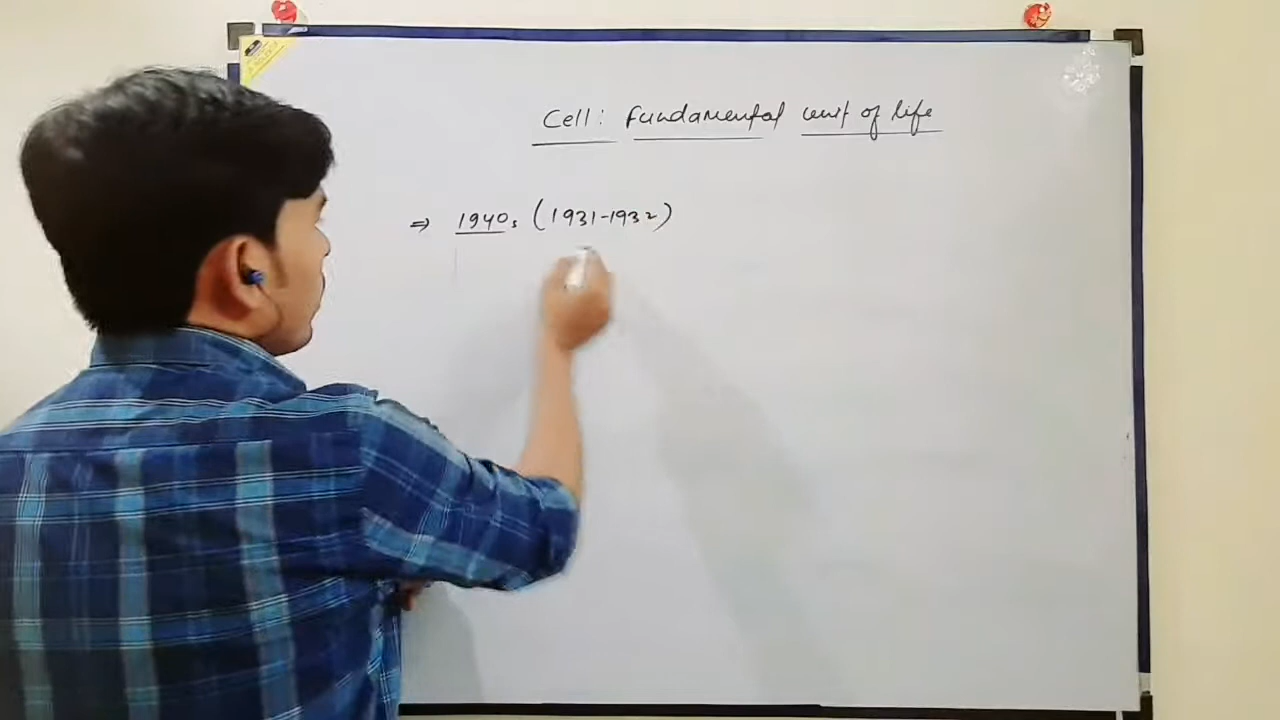 Cell: Fundamental unit of life
⇒ 1940s (1931-1932)